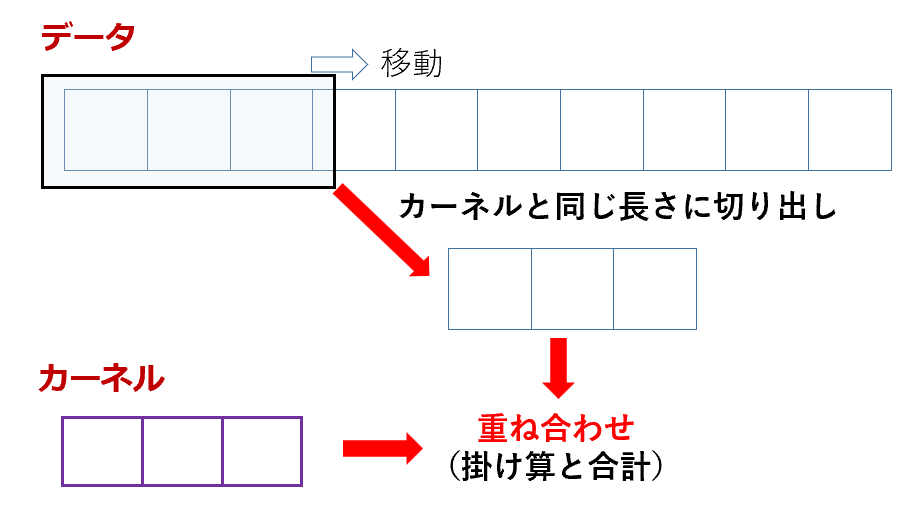 データ
移動
カーネルと同じ長さに切り出し
カーネル
重ね合わせ
（掛け算と合計）